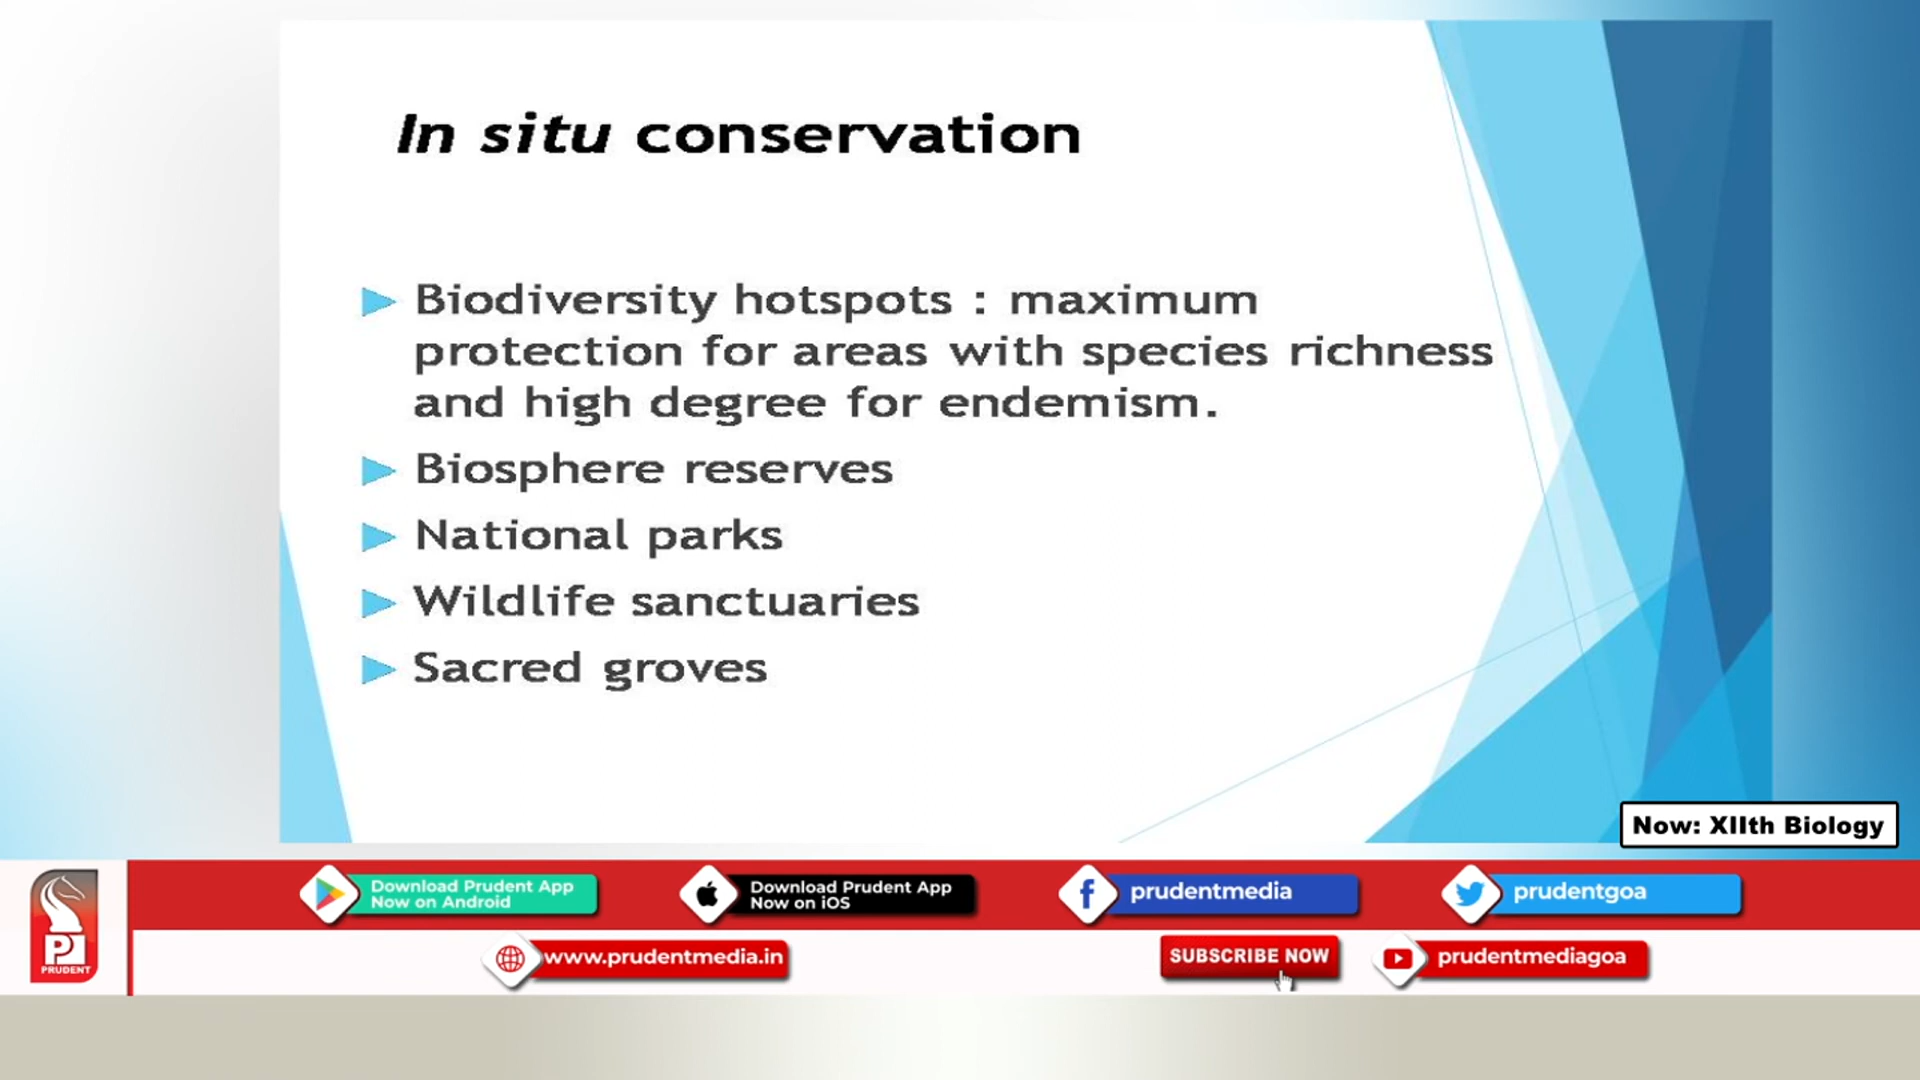 In situ conservation
Biodiversity hotspots : maximum
protection for areas with species richness
and high degree for endemism.
Biosphere reserves
National parks
Wildlife sanctuaries
Sacred groves
Now: XIIth Biology
Download Prudent App
Now on Android
Download Prudent App
Now on iOS
prudentmedia
prudentgoa
PRUDENT
www.prudentmedia.in
SUBSCRIBE NOW
prudentmediagoa